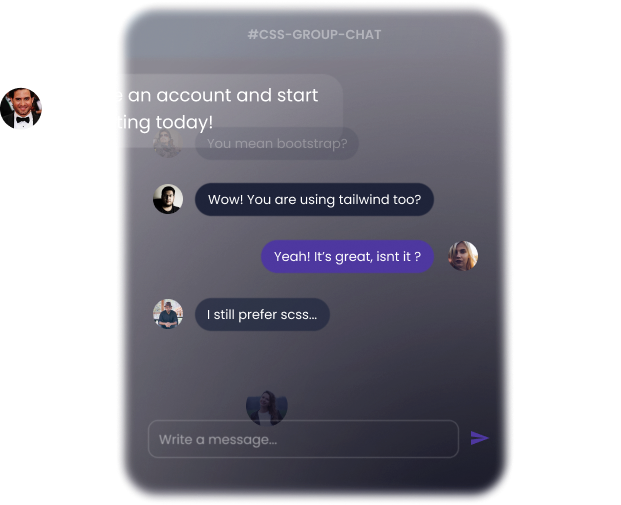 #CSS-GROUP-CHAT
an account and start
today!
You mean bootstrap?
Wow! You are using tailwind too?
Yeah! It’s great, isnt it ?
I still prefer scss...
Write a message...